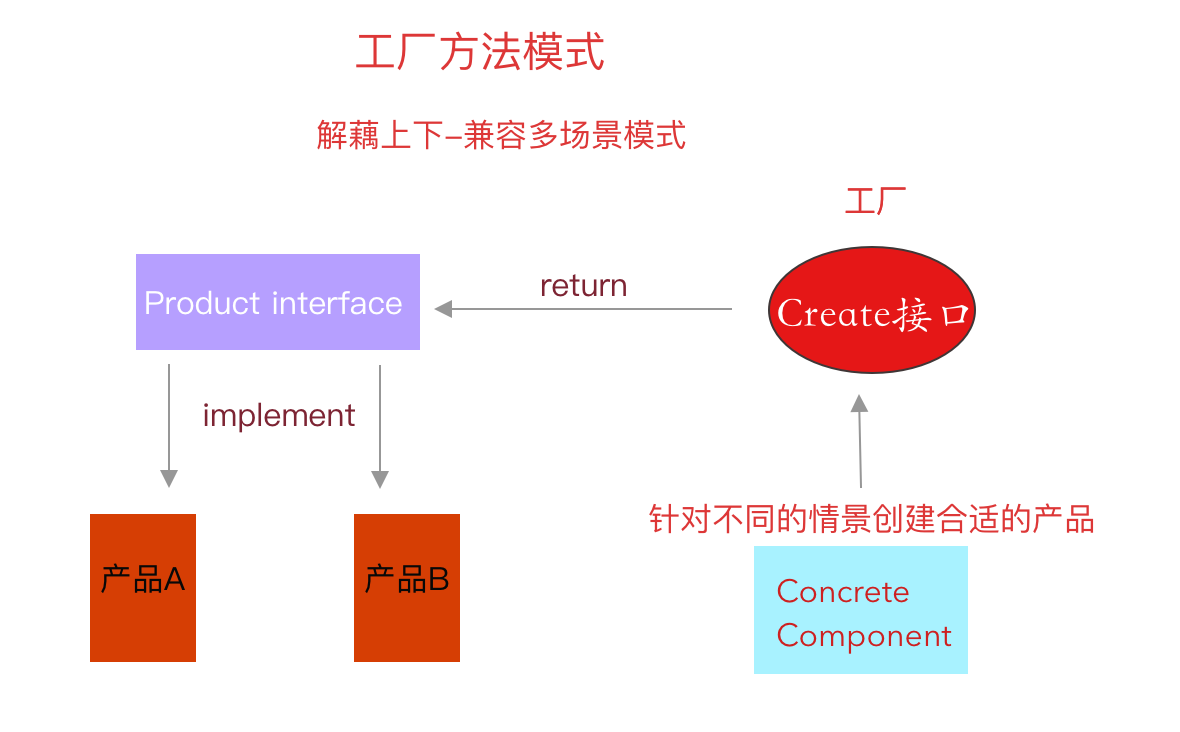 工厂方法模式
解藕上下-兼容多场景模式
工厂
Product interface
return
Create接口
implement
产品A
产品B
针对不同的情景创建合适的产品
Concrete
Component